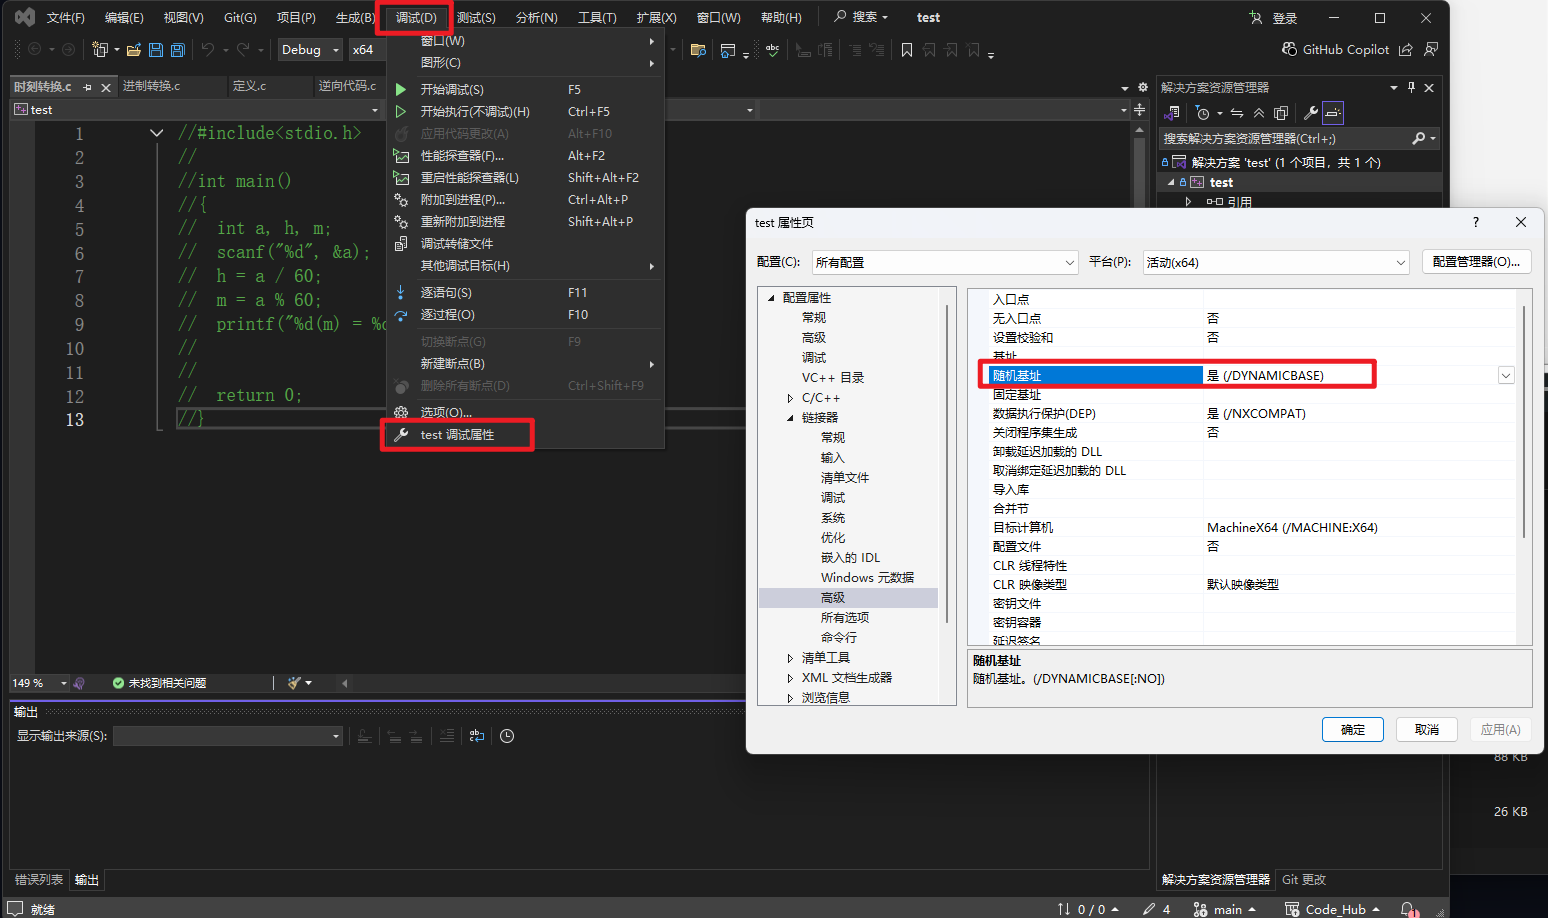 文件(F) 编辑(E) 视图(V) Git(G) 项目(P) 生成(B) 调试(D) 测试(S) 分析(N) 工具(T) 扩展(X) 窗口(W) 帮助(H) 搜索 test 登录
Debug x64 GitHub Copilot
时刻转换.c 进制转换.c 定义.c 逆向代码.c
test
1 //#include<stdio.h>
2 //
3 //int main()
4 //{
5 // int a, h, m;
6 // scanf("%d", &a);
7 // h = a / 60;
8 // m = a % 60;
9 // printf("%d(m) = %
10 //
11 //
12 // return 0;
13 //}
窗口(W)
图形(C)
开始调试(S) F5
开始执行(不调试)(H) Ctrl+F5
应用代码更改(A) Alt+F10
性能探查器(F)... Alt+F2
重启性能探查器(L) Shift+Alt+F2
附加到进程(P)... Ctrl+Alt+P
重新附加到进程 Shift+Alt+P
调试转储文件
其他调试目标(H)
逐语句(S) F11
逐过程(O) F10
切换断点(G) F9
新建断点(B)
删除所有断点(D) Ctrl+Shift+F9
选项(O)...
test 调试属性
解决方案资源管理器
搜索解决方案资源管理器(Ctrl+;)
解决方案 'test' (1 个项目，共 1 个)
test
引用
test 属性页
?
配置(C): 所有配置 平台(P): 活动(x64) 配置管理器(O)...
配置属性
常规
高级
调试
VC++ 目录
C/C++
链接器
常规
输入
清单文件
调试
系统
优化
嵌入的 IDL
Windows 元数据
高级
所有选项
命令行
清单工具
XML 文档生成器
浏览信息
入口点
无入口点 否
设置校验和 否
基址
随机基址 是 (/DYNAMICBASE)
固定基址
数据执行保护(DEP) 是 (/NXCOMPAT)
关闭程序集生成 否
卸载延迟加载的 DLL
取消绑定延迟加载的 DLL
导入库
合并节
目标计算机 MachineX64 (/MACHINE:X64)
配置文件 否
CLR 线程特性
CLR 映像类型 默认映像类型
密钥文件
密钥容器
延迟签名
随机基址
随机基址。(/DYNAMICBASE[:NO])
确定 取消 应用(A)
88 KB
26 KB
149 % 未找到相关问题
输出
显示输出来源(S):
错误列表 输出
解决方案资源管理器 Git 更改
就绪 0 / 0 4 main Code_Hub 1